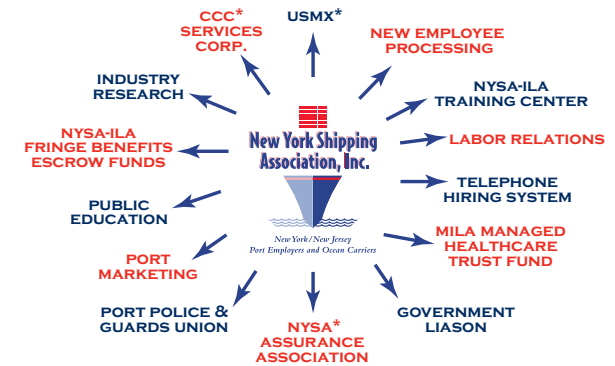 CCC*
SERVICES
CORP.
USMX*
NEW EMPLOYEE
PROCESSING
INDUSTRY
RESEARCH
NYSA-ILA
TRAINING CENTER
NYSA-ILA
FRINGE BENEFITS
ESCROW FUNDS
New York Shipping
Association, Inc.
LABOR RELATIONS
PUBLIC
EDUCATION
TELEPHONE
HIRING SYSTEM
New York/New Jersey
Port Employers and Ocean Carriers
PORT
MARKETING
MILA MANAGED
HEALTHCARE
TRUST FUND
PORT POLICE &
GUARDS UNION
NYSA*
ASSURANCE
ASSOCIATION
GOVERNMENT
LIASON